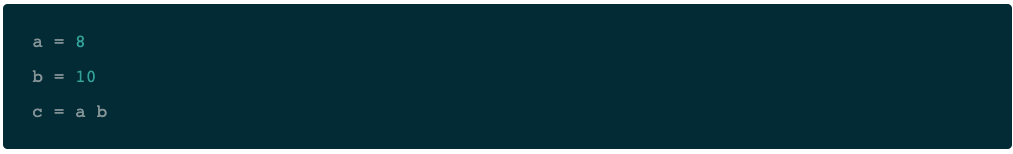 a = 8
b = 10
c = a b